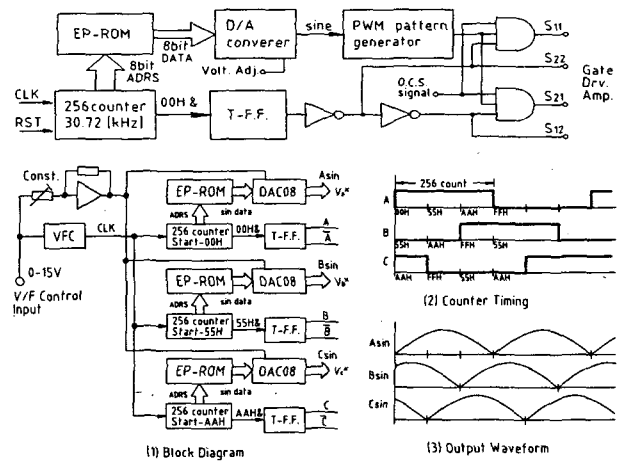 EP-ROM
8bit
DATA
D/A
converer
sine
PWM pattern
generator
S11
S22
Volt. Adj.
8bit
ADRS
CLK
RST
256 counter
30.72 [kHz]
00H &
T-F.F.
O.C.S.
signal
Gate
Drv.
Amp.
S21
S12
Const.
VFC
CLK
0-15V
V/F Control
Input
EP-ROM
DAC08
Asin
ADRS
sin data
256 counter
Start-00H
00H&
T-F.F.
A
A
EP-ROM
DAC08
Bsin
ADRS
sin data
256 counter
Start-55H
55H&
T-F.F.
B
B
EP-ROM
DAC08
Csin
ADRS
sin data
256 counter
Start-AAH
AAH&
T-F.F.
C
C
(1) Block Diagram
256 count
A
00H 55H AAH FFH
B
55H AAH FFH 55H
C
AAH FFH 55H AAH
(2) Counter Timing
Asin
Bsin
Csin
(3) Output Waveform